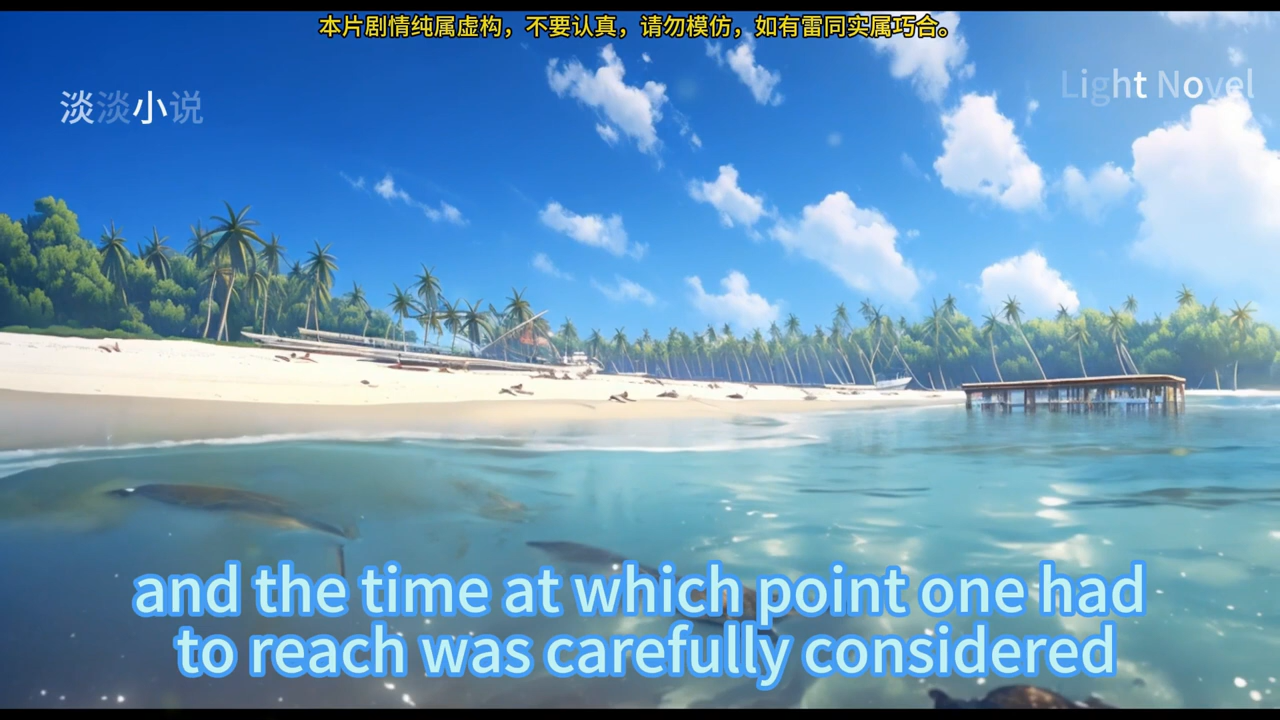 本片剧情纯属虚构，不要认真，请勿模仿，如有雷同实属巧合。
淡淡小说
Light Novel
and the time at which point one had
to reach was carefully considered